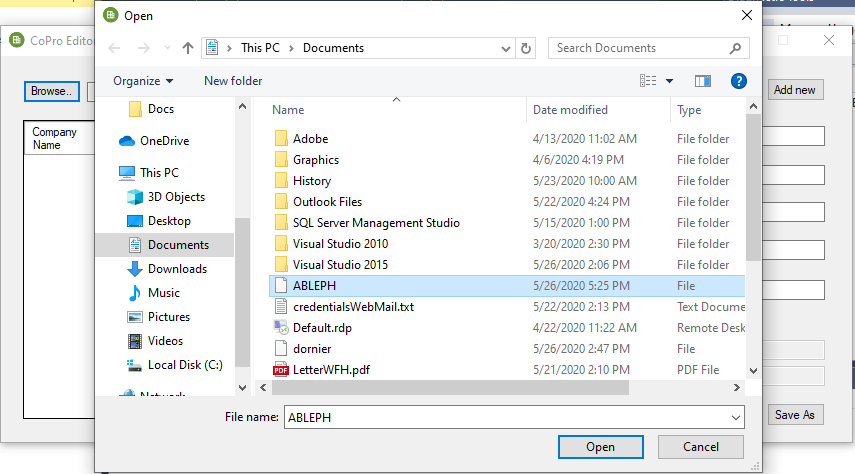 Open
CoPro Editor
This PC > Documents
Search Documents
Organize
New folder
?
Browse..
Add new
Company
Name
Docs
OneDrive
This PC
3D Objects
Desktop
Documents
Downloads
Music
Pictures
Videos
Local Disk (C:)
Network
Name Date modified Type
Adobe 4/13/2020 11:02 AM File folder
Graphics 4/6/2020 4:19 PM File folder
History 5/23/2020 10:00 AM File folder
Outlook Files 5/22/2020 4:24 PM File folder
SQL Server Management Studio 5/15/2020 1:00 PM File folder
Visual Studio 2010 3/20/2020 2:30 PM File folder
Visual Studio 2015 5/26/2020 2:06 PM File folder
ABLEPH 5/26/2020 5:25 PM File
credentialsWebMail.txt 5/22/2020 2:13 PM Text Docume
Default.rdp 4/22/2020 11:22 AM Remote Desk
dornier 5/26/2020 2:47 PM File
PDF LetterWFH.pdf 5/21/2020 2:10 PM PDF File
File name: ABLEPH
Open
Cancel
Save As